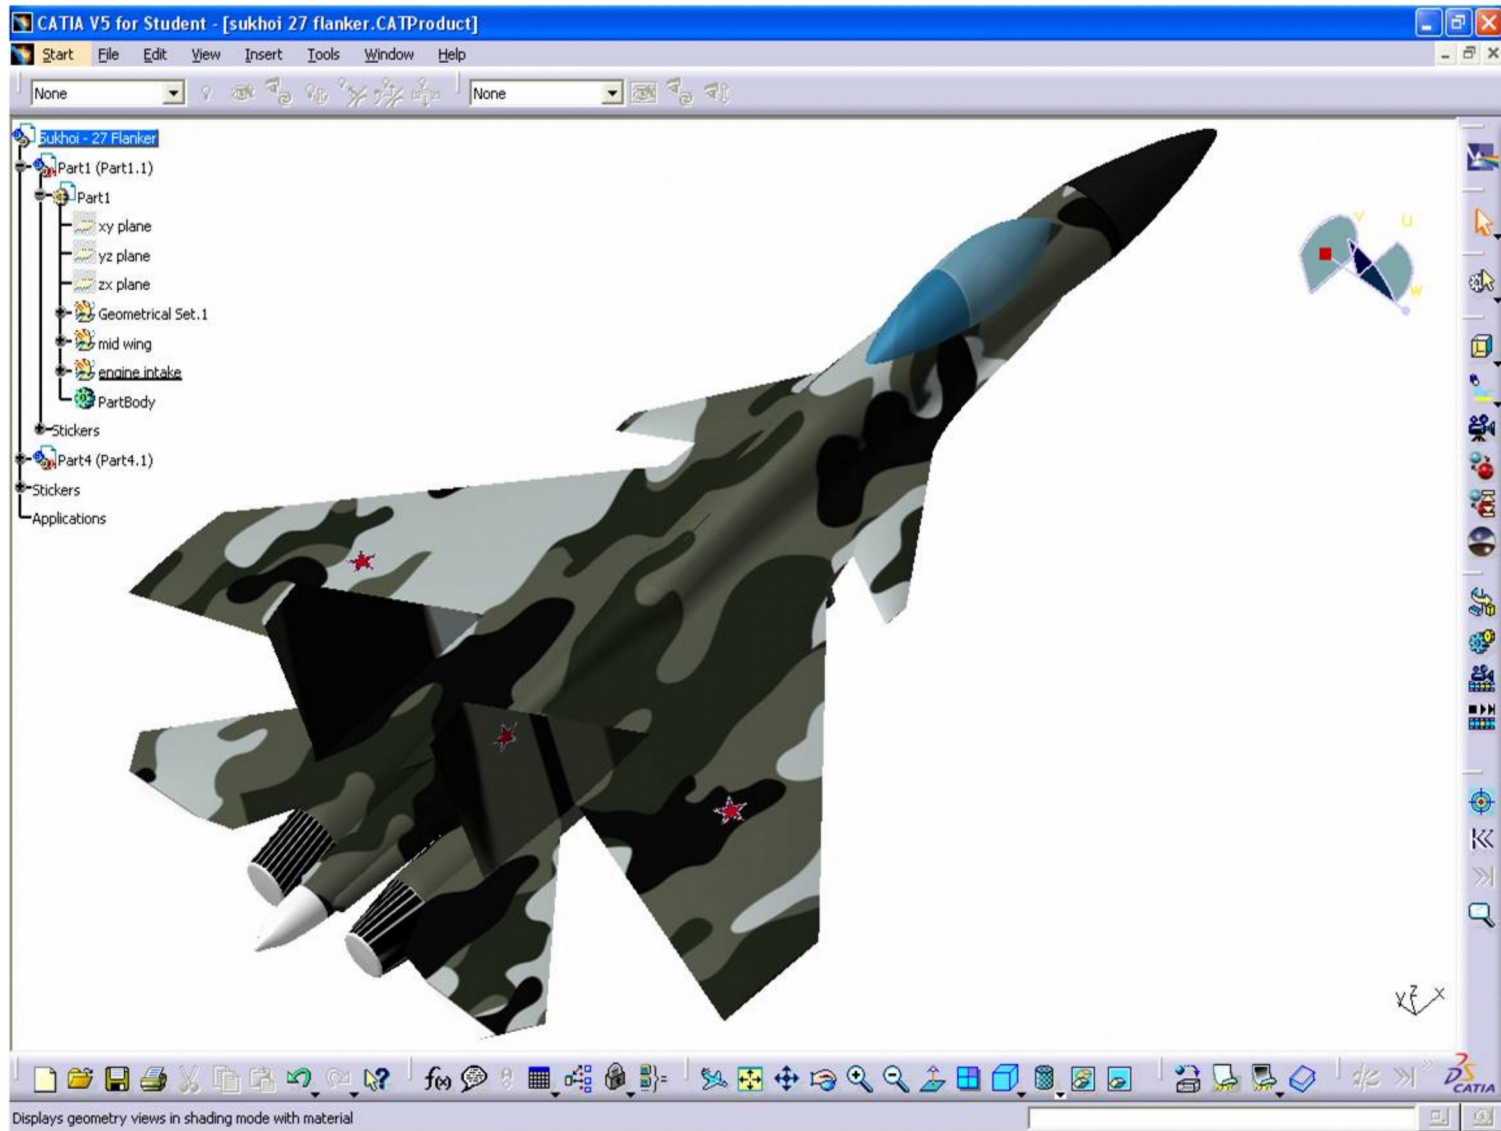 CATIA V5 for Student - [sukhoi 27 flanker.CATProduct]
Start File Edit View Insert Tools Window Help
None None
Sukhoi - 27 Flanker
Part1 (Part1.1)
Part1
xy plane
yz plane
zx plane
Geometrical Set.1
mid wing
engine intake
PartBody
Stickers
Part4 (Part4.1)
Stickers
Applications
V U
W
Z
Y X
f(x)
DS
CATIA
Displays geometry views in shading mode with material